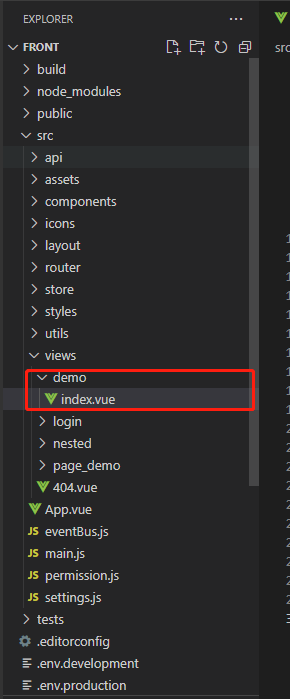 EXPLORER
FRONT
build
node_modules
public
src
api
assets
components
icons
layout
router
store
styles
utils
views
demo
index.vue
login
nested
page_demo
404.vue
App.vue
JS eventBus.js
JS main.js
JS permission.js
JS settings.js
tests
.editorconfig
.env.development
.env.production